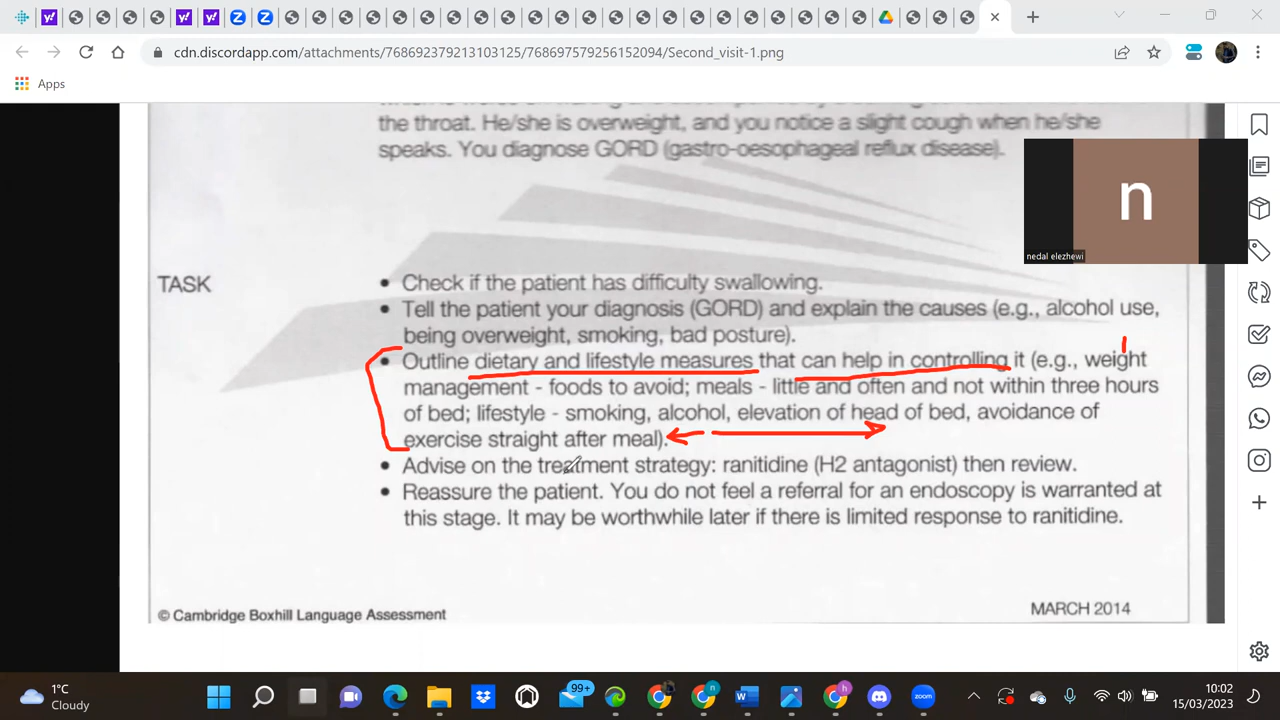 cdn.discordapp.com/attachments/768692379213103125/768697579256152094/Second_visit-1.png
Apps
the throat. He/she is overweight, and you notice a slight cough when he/she
speaks. You diagnose GORD (gastro-oesophageal reflux disease).
n
nedal elezhewi
TASK
• Check if the patient has difficulty swallowing.
• Tell the patient your diagnosis (GORD) and explain the causes (e.g., alcohol use,
being overweight, smoking, bad posture).
• Outline dietary and lifestyle measures that can help in controlling it (e.g., weight
management - foods to avoid; meals - little and often and not within three hours
of bed; lifestyle - smoking, alcohol, elevation of head of bed, avoidance of
exercise straight after meal).
• Advise on the treatment strategy: ranitidine (H2 antagonist) then review.
• Reassure the patient. You do not feel a referral for an endoscopy is warranted at
this stage. It may be worthwhile later if there is limited response to ranitidine.
© Cambridge Boxhill Language Assessment
MARCH 2014
1°C
Cloudy
99+
zoom
10:02
15/03/2023